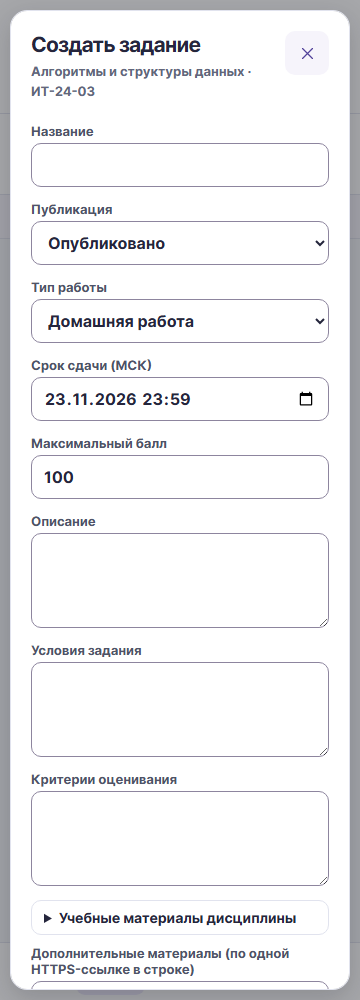 Создать задание
Алгоритмы и структуры данных ·
ИТ-24-03
Название
Публикация
Опубликовано
Тип работы
Домашняя работа
Срок сдачи (МСК)
23.11.2026 23:59
Максимальный балл
100
Описание
Условия задания
Критерии оценивания
Учебные материалы дисциплины
Дополнительные материалы (по одной
HTTPS-ссылке в строке)